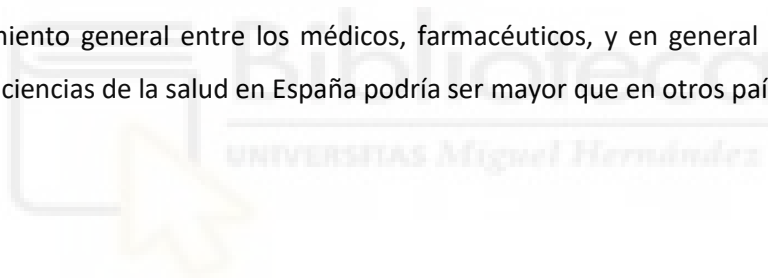 miento general entre los médicos, farmacéuticos, y en general
ciencias de la salud en España podría ser mayor que en otros paí
Biblioteca
UNIVERSITAS Miguel Hernández